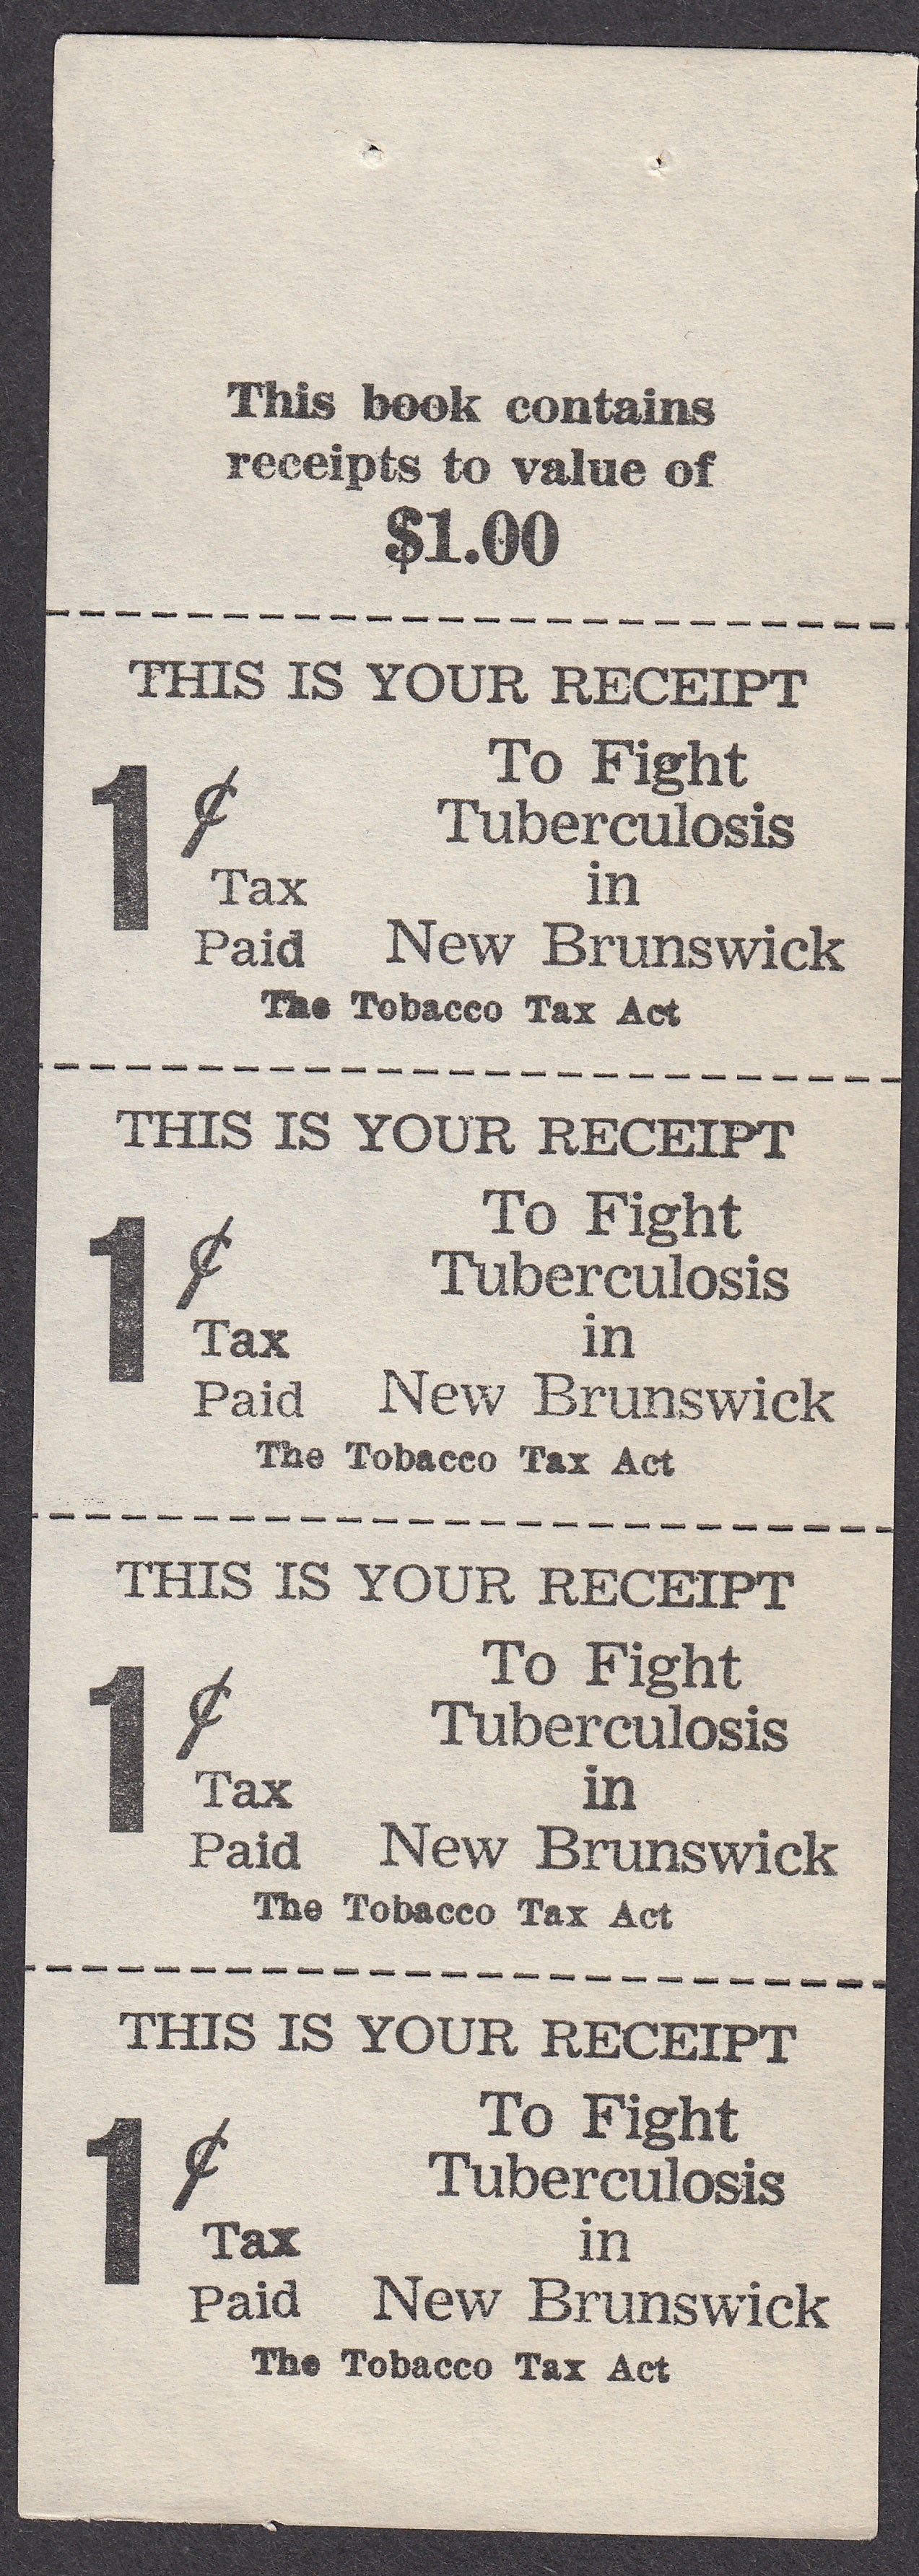 This book contains
receipts to value of
$1.00
THIS IS YOUR RECEIPT
1¢ To Fight
Tuberculosis
Tax in
Paid New Brunswick
The Tobacco Tax Act
THIS IS YOUR RECEIPT
1¢ To Fight
Tuberculosis
Tax in
Paid New Brunswick
The Tobacco Tax Act
THIS IS YOUR RECEIPT
1¢ To Fight
Tuberculosis
Tax in
Paid New Brunswick
The Tobacco Tax Act
THIS IS YOUR RECEIPT
1¢ To Fight
Tuberculosis
Tax in
Paid New Brunswick
The Tobacco Tax Act